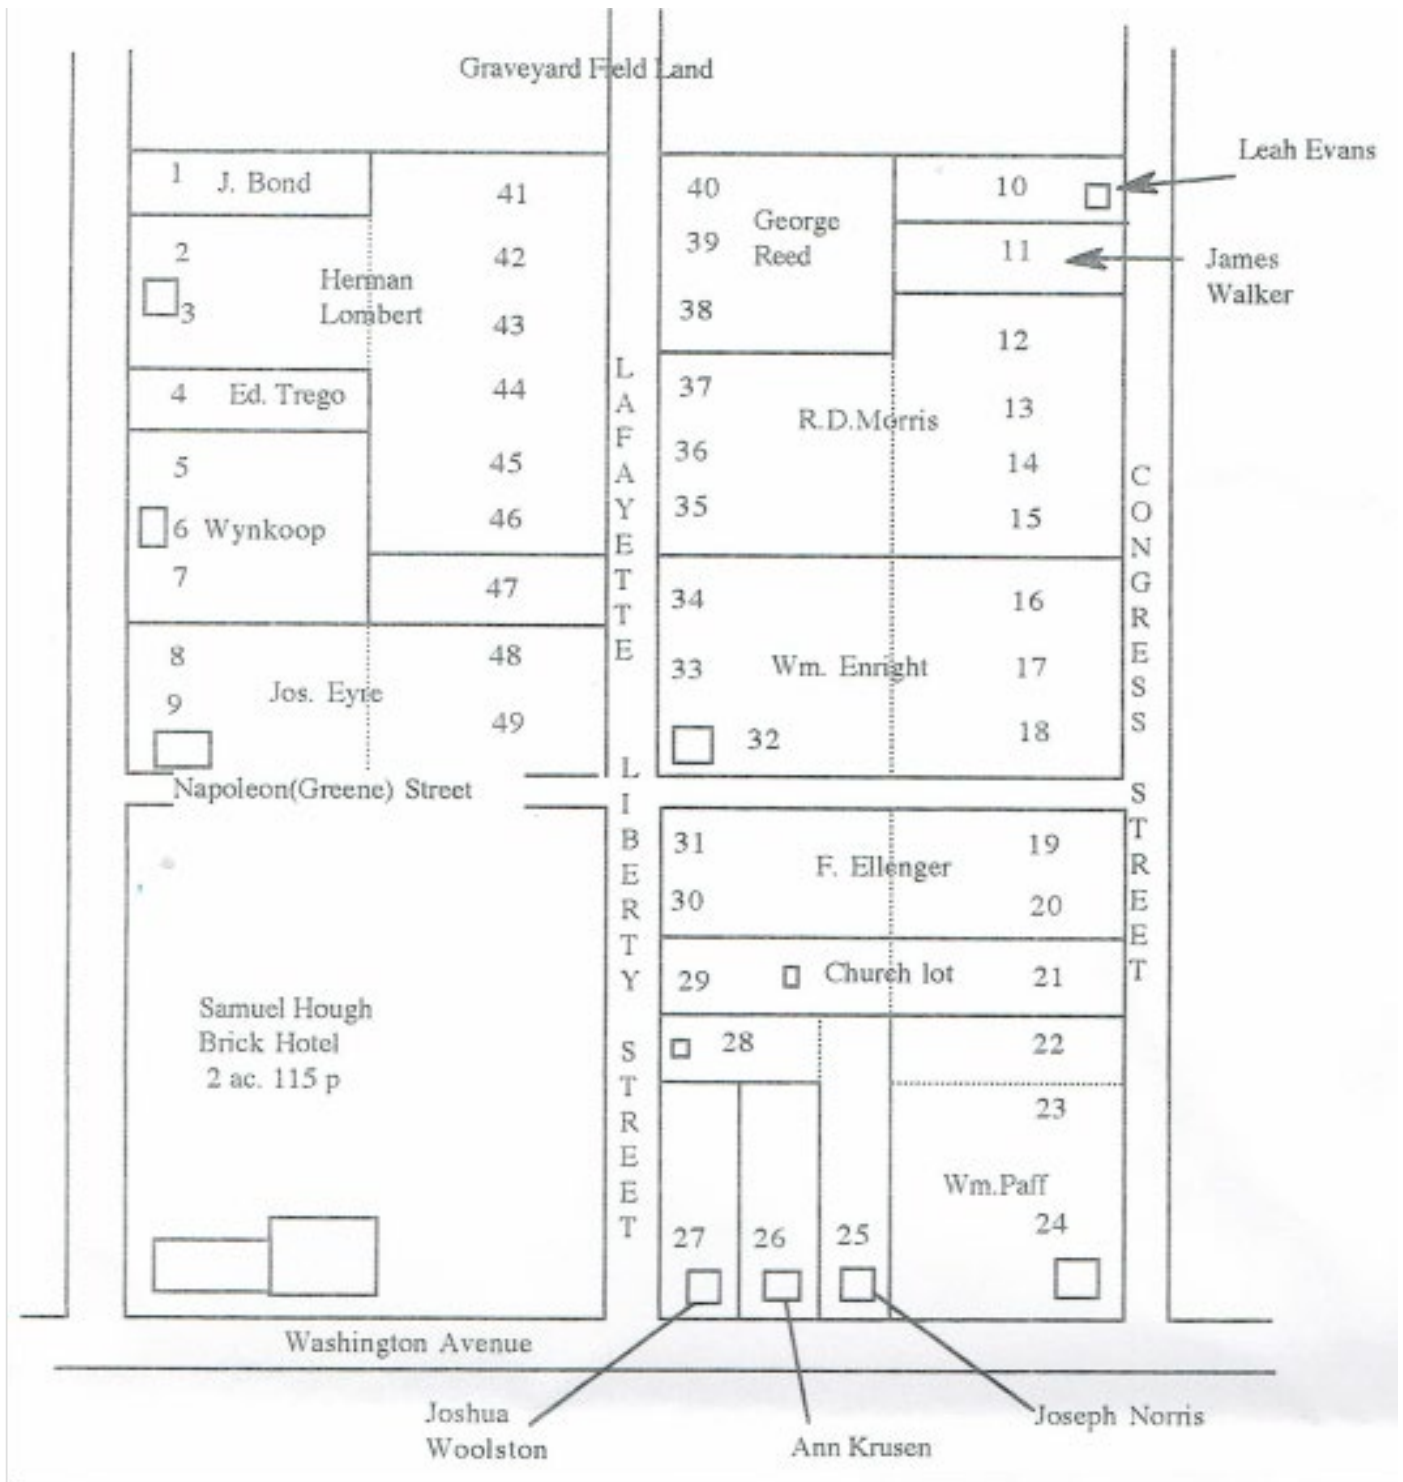 Graveyard Field Land
Leah Evans
James
Walker
1 J. Bond
2
3
Herman
Lombert
4 Ed. Trego
5
6 Wynkoop
7
8
9
Jos. Eyre
41
42
43
44
45
46
47
48
49
LAFAYETTE
40
39
38
George
Reed
37
36
35
R.D.Morris
34
33
32
Wm. Enright
10
11
12
13
14
15
16
17
18
CONGRESS STREET
Napoleon(Greene) Street
LIBERTY STREET
31
30
F. Ellenger
19
20
29 Church lot 21
28
22
23
Wm.Paff
24
27 26 25
Samuel Hough
Brick Hotel
2 ac. 115 p
Washington Avenue
Joshua
Woolston
Ann Krusen
Joseph Norris